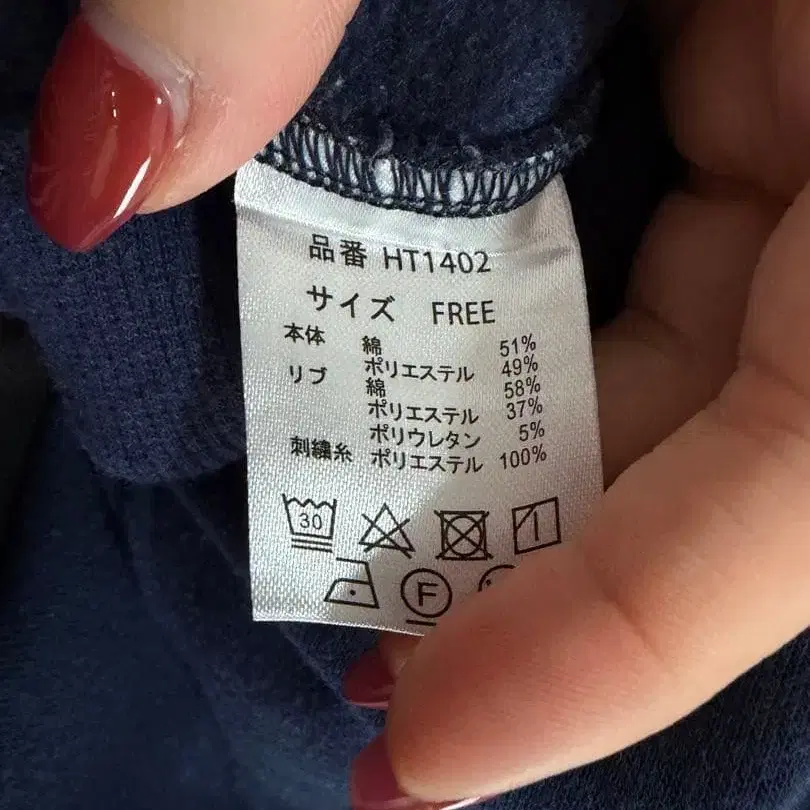 品番 HT1402
サイズ FREE
本体 綿 51%
ポリエステル 49%
リブ 綿 58%
ポリエステル 37%
ポリウレタン 5%
刺繍糸 ポリエステル 100%
30
F